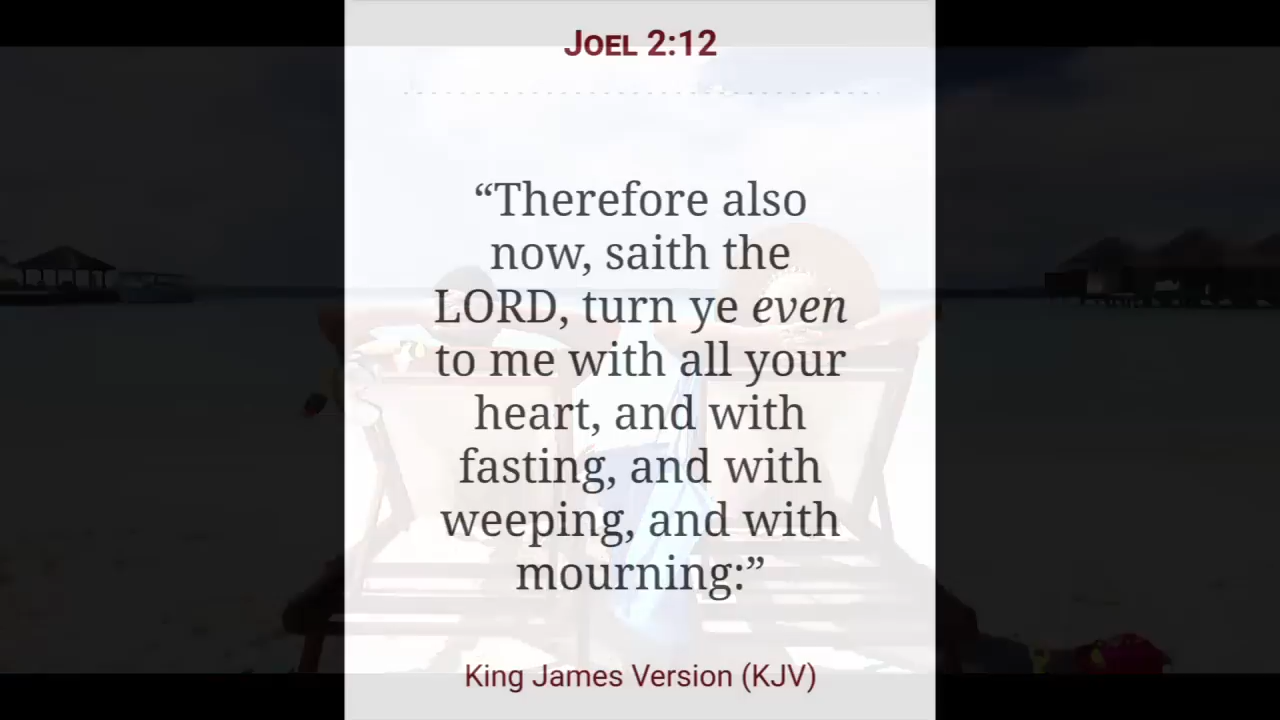 JOEL 2:12
“Therefore also
now, saith the
LORD, turn ye even
to me with all your
heart, and with
fasting, and with
weeping, and with
mourning:”
King James Version (KJV)